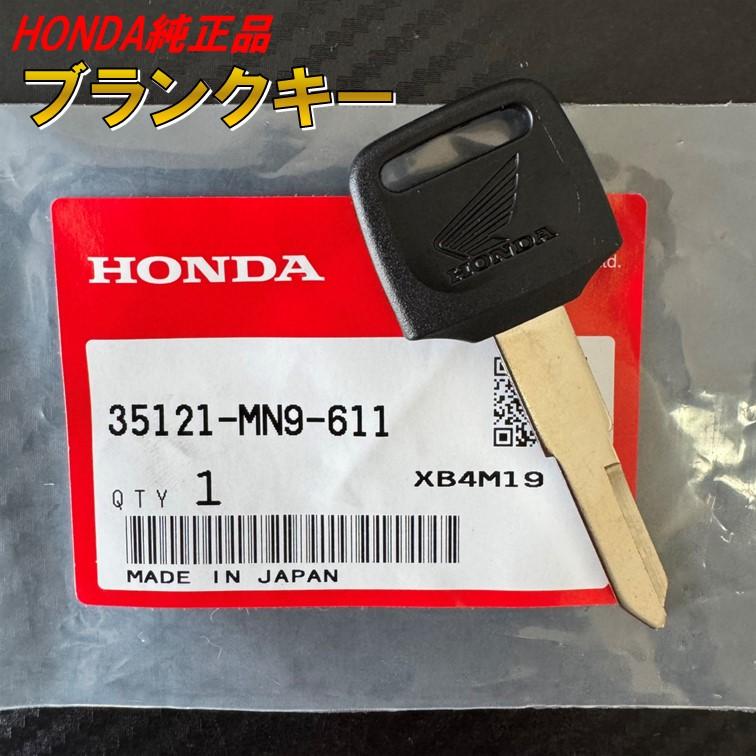 HONDA純正品
ブランクキー
HONDA
HONDA
td.
35121-MN9-611
XB4M19
QTY 1
MADE IN JAPAN